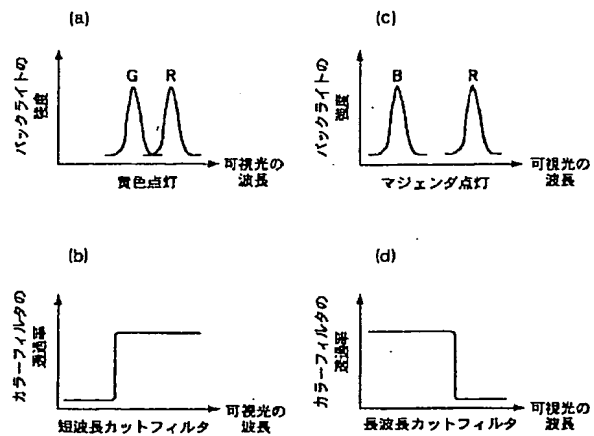 (a)
バックライトの
強度
G R
可視光の
波長
黄色点灯
(c)
バックライトの
強度
B R
可視光の
波長
マジェンダ点灯
(b)
カラーフィルタの
透過率
可視光の
波長
短波長カットフィルタ
(d)
カラーフィルタの
透過率
可視光の
波長
長波長カットフィルタ